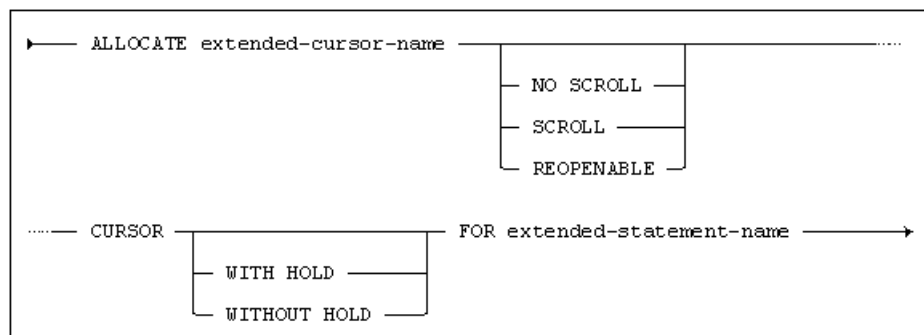 ALLOCATE extended-cursor-name
NO SCROLL
SCROLL
REOPENABLE
CURSOR FOR extended-statement-name
WITH HOLD
WITHOUT HOLD